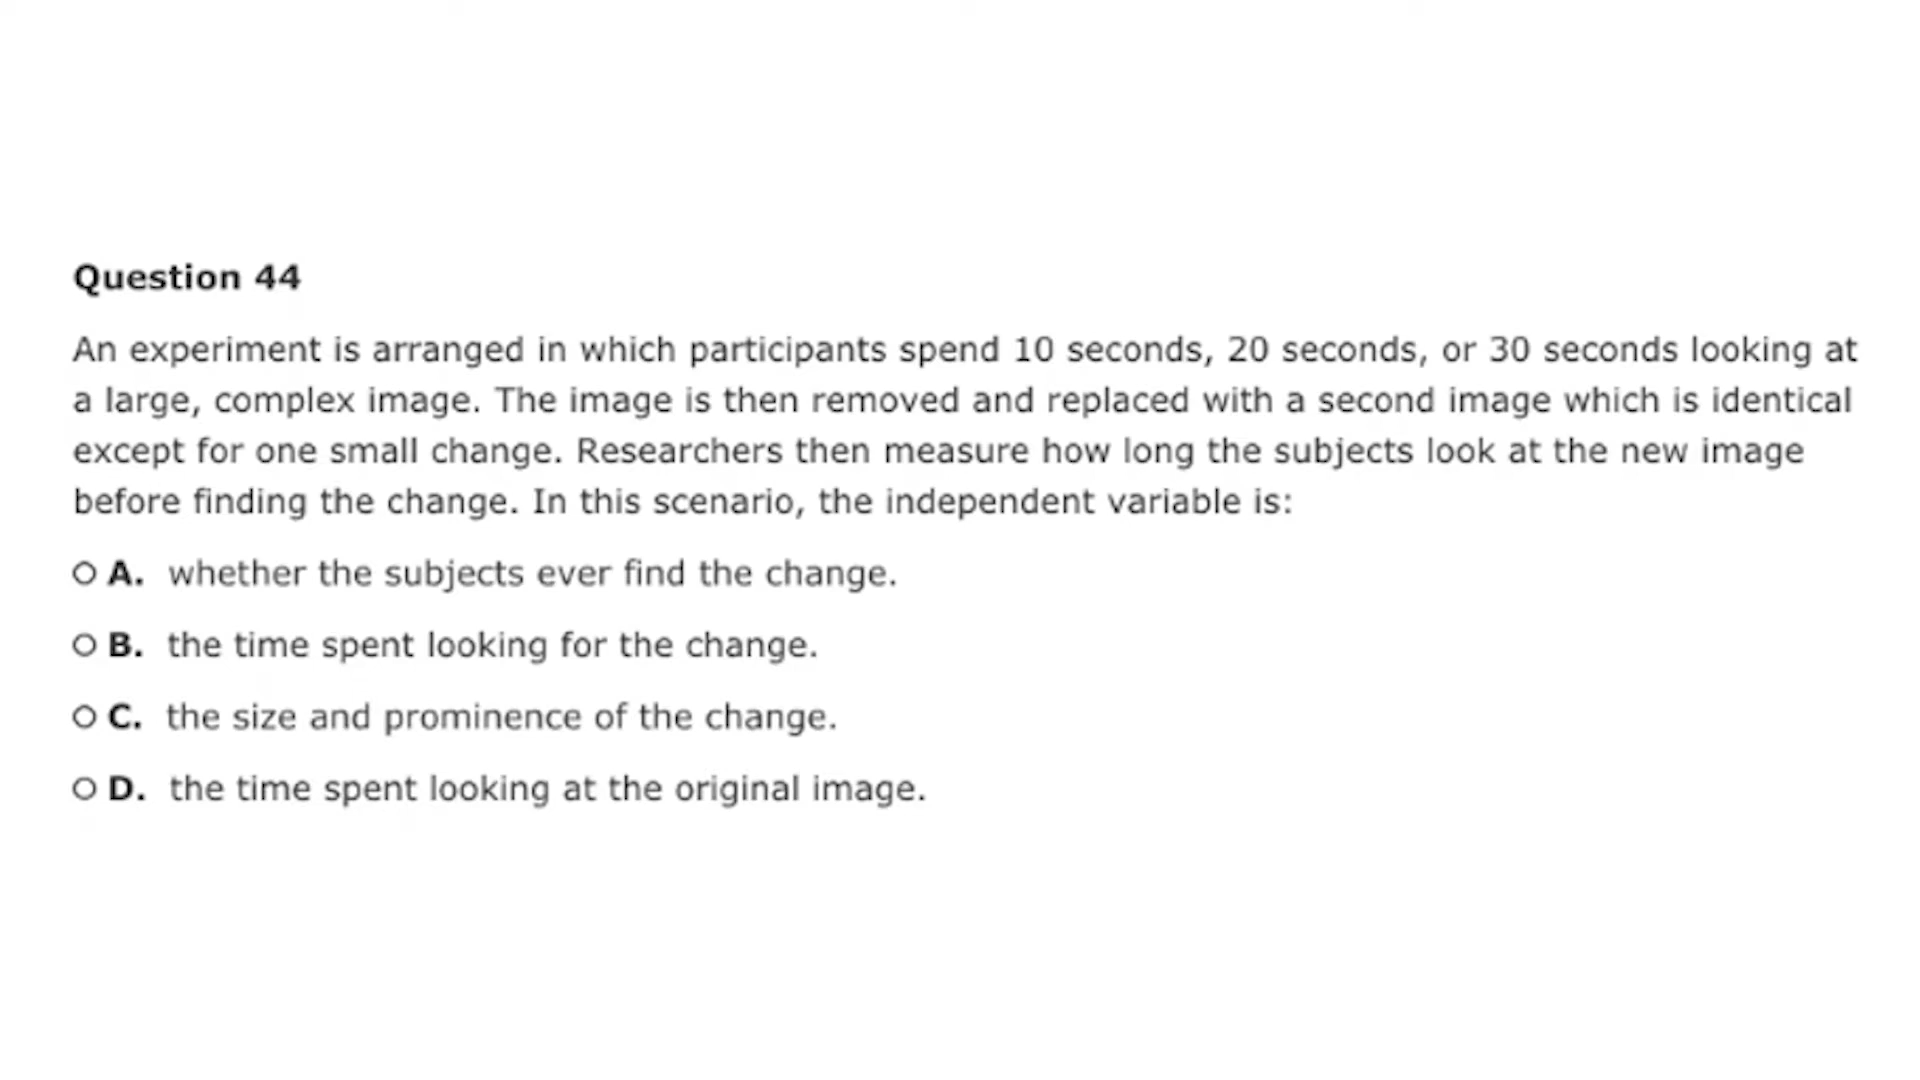 Question 44
An experiment is arranged in which participants spend 10 seconds, 20 seconds, or 30 seconds looking at
a large, complex image. The image is then removed and replaced with a second image which is identical
except for one small change. Researchers then measure how long the subjects look at the new image
before finding the change. In this scenario, the independent variable is:
A. whether the subjects ever find the change.
B. the time spent looking for the change.
C. the size and prominence of the change.
D. the time spent looking at the original image.